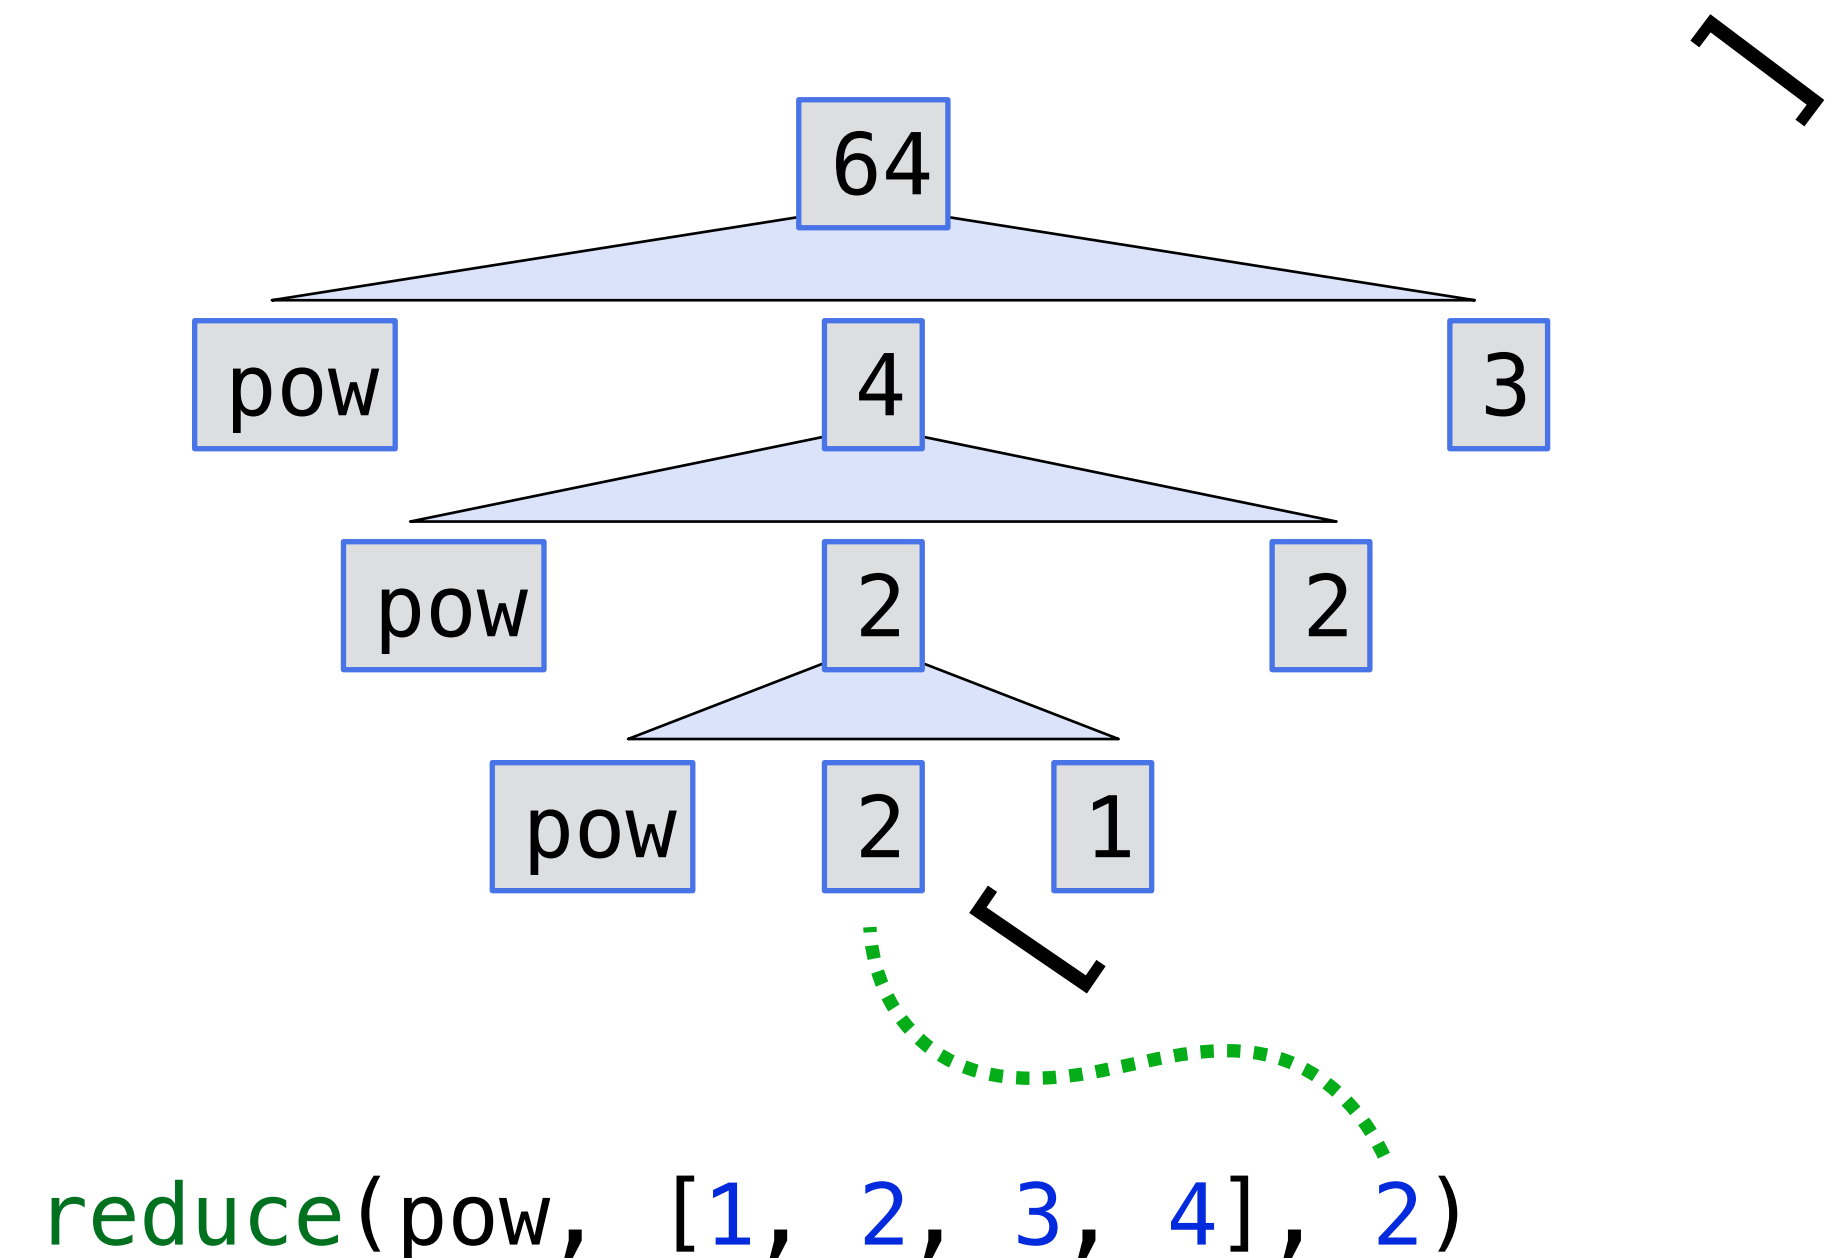 64
pow 4 3
pow 2 2
pow 2 1
[ ]
reduce(pow, [1, 2, 3, 4], 2)